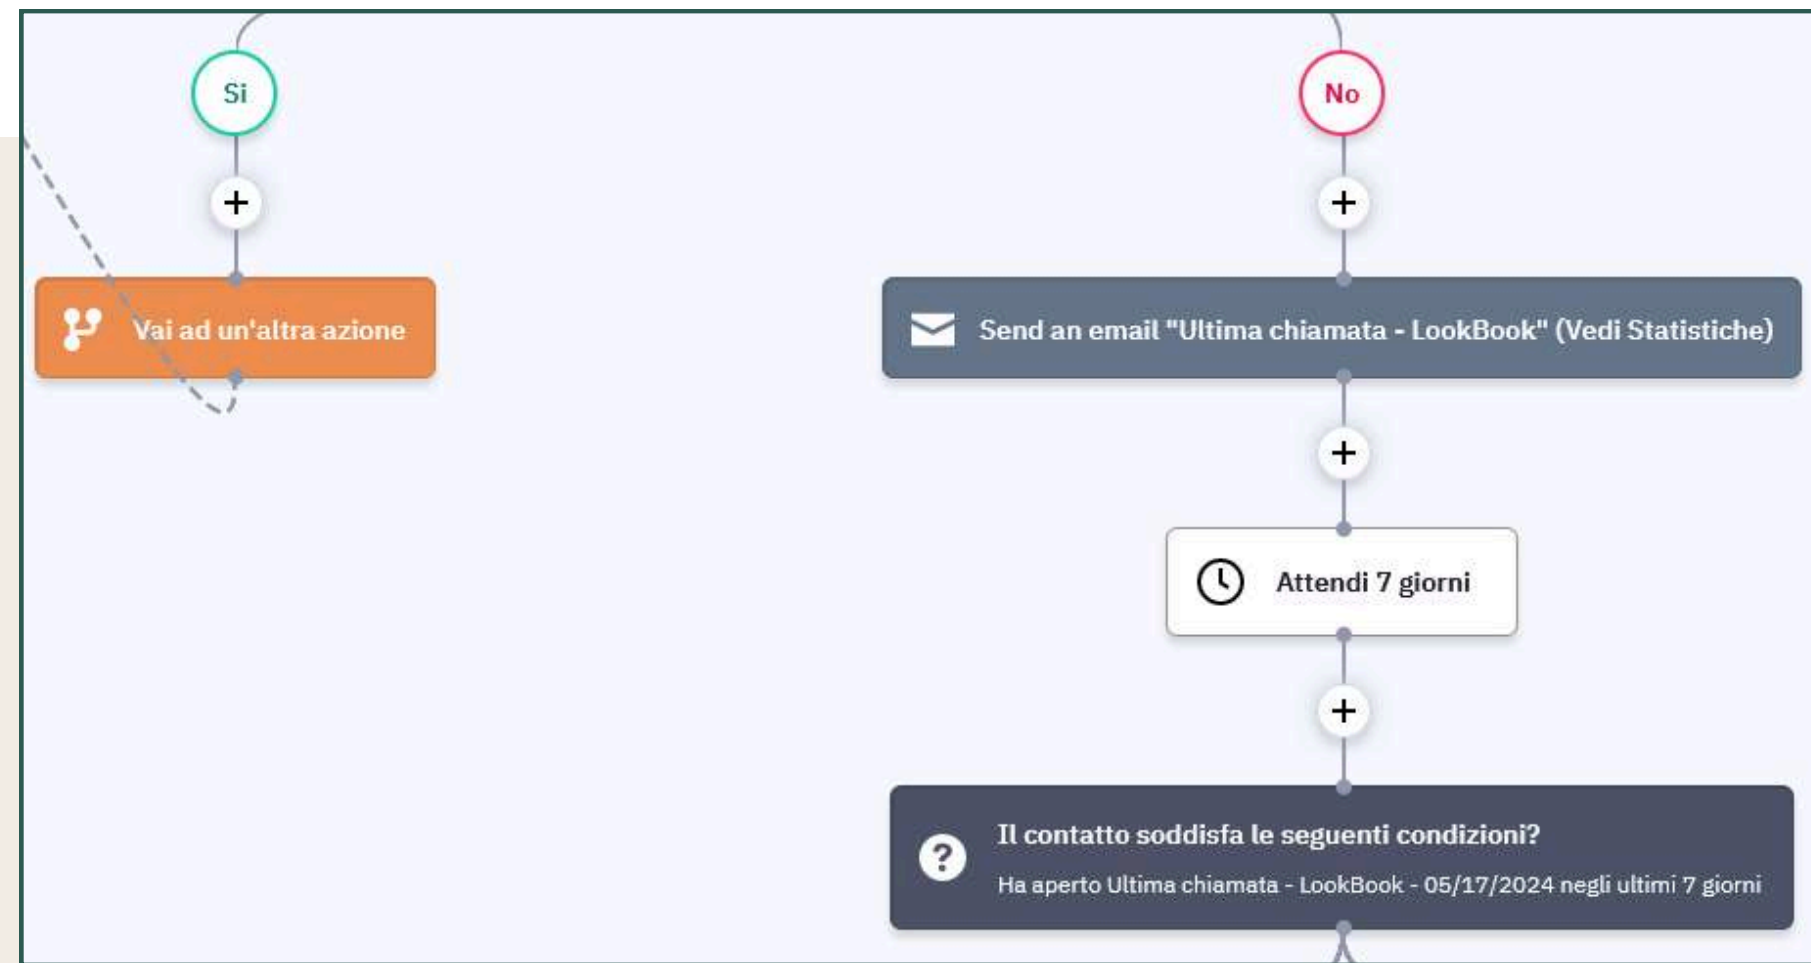 Si
No
Vai ad un'altra azione
Send an email "Ultima chiamata - LookBook" (Vedi Statistiche)
Attendi 7 giorni
Il contatto soddisfa le seguenti condizioni?
Ha aperto Ultima chiamata - LookBook - 05/17/2024 negli ultimi 7 giorni